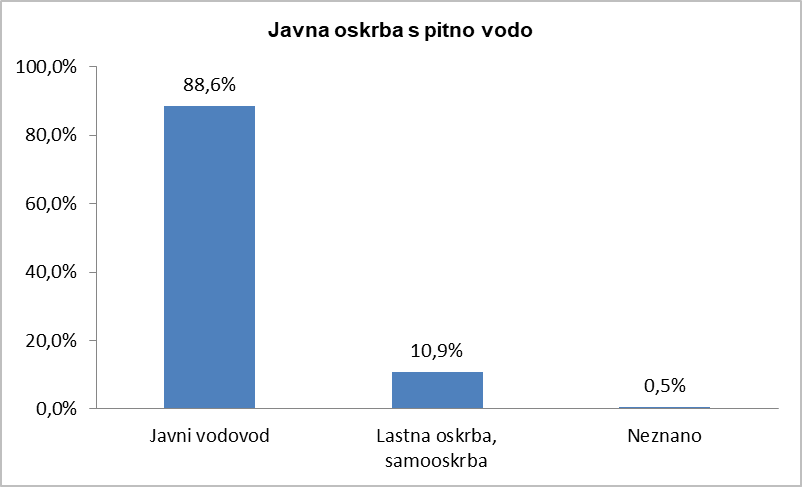 Javna oskrba s pitno vodo
100,0%
80,0%
60,0%
40,0%
20,0%
0,0%
88,6%
10,9%
0,5%
Javni vodovod
Lastna oskrba,
samooskrba
Neznano